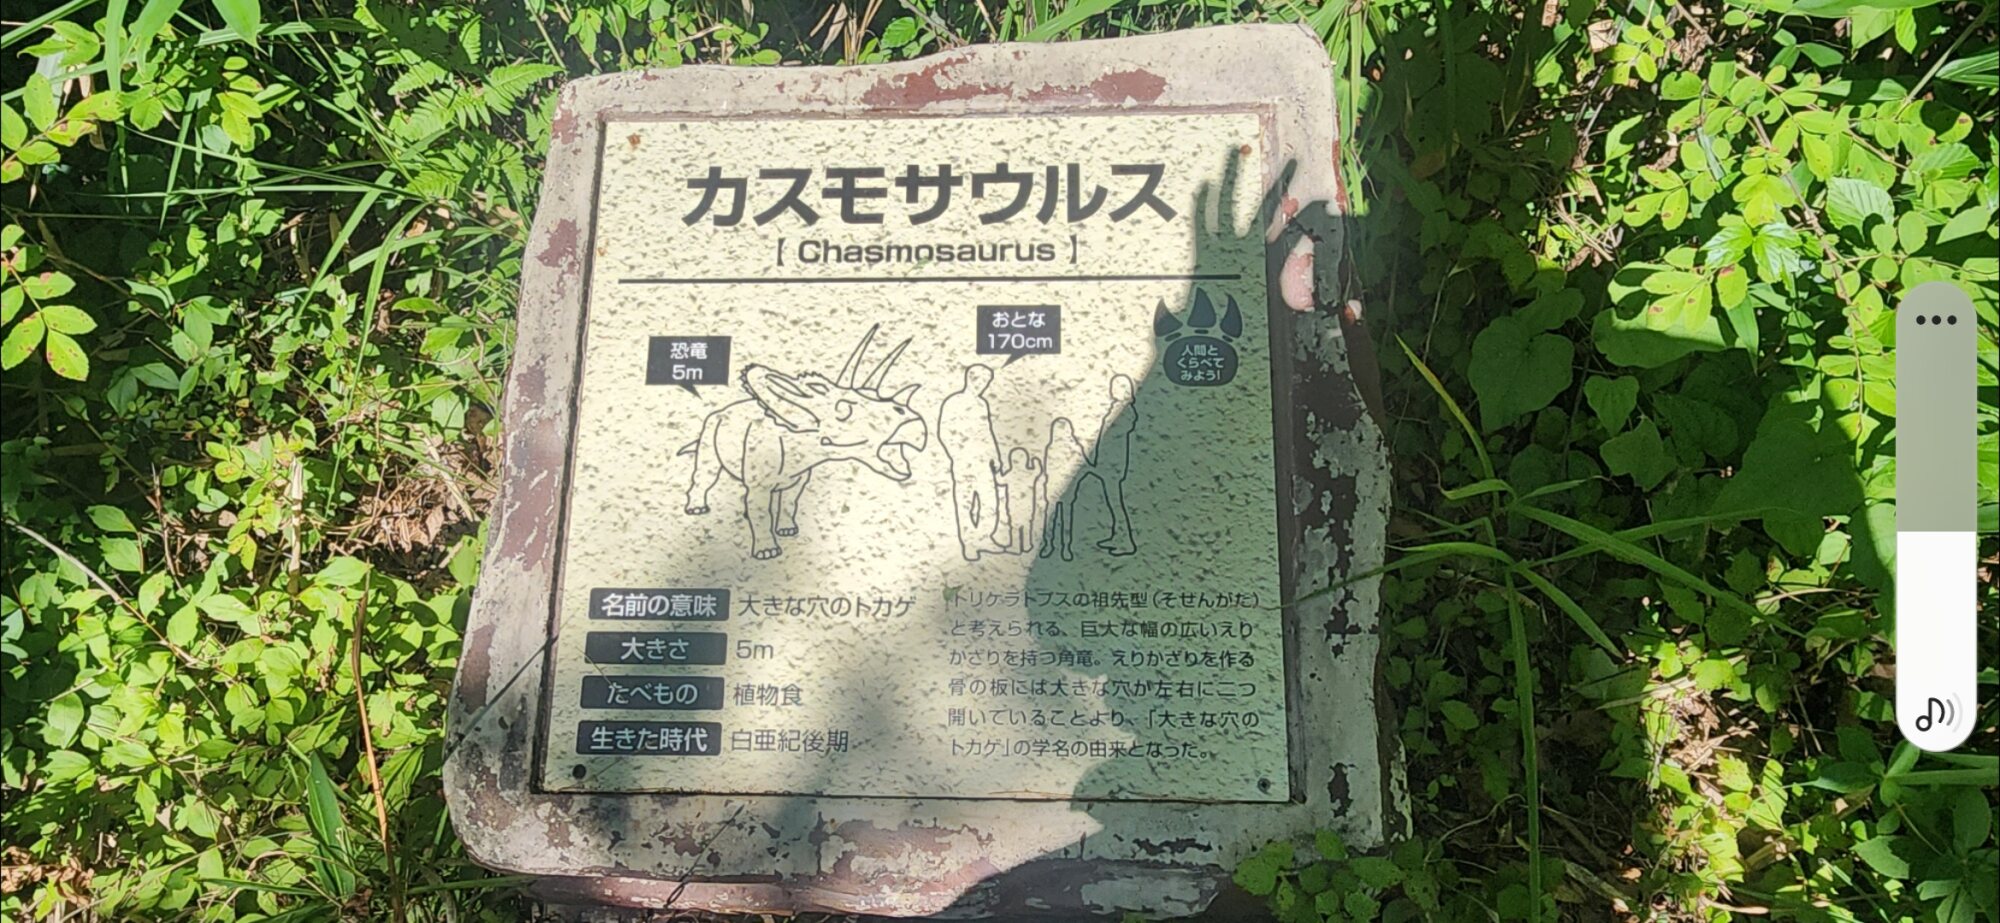 カスモサウルス
【 Chasmosaurus 】
恐竜
5m
おとな
170cm
人間と
くらべて
みよう!
名前の意味 大きな穴のトカゲ
大きさ 5m
たべもの 植物食
生きた時代 白亜紀後期
トリケラトプスの祖先型(そせんがた)
と考えられる、巨大な幅の広いえり
かざりを持つ角竜。えりかざりを作る
骨の板には大きな穴が左右に二つ
開いていることより、「大きな穴の
トカゲ」の学名の由来となった。